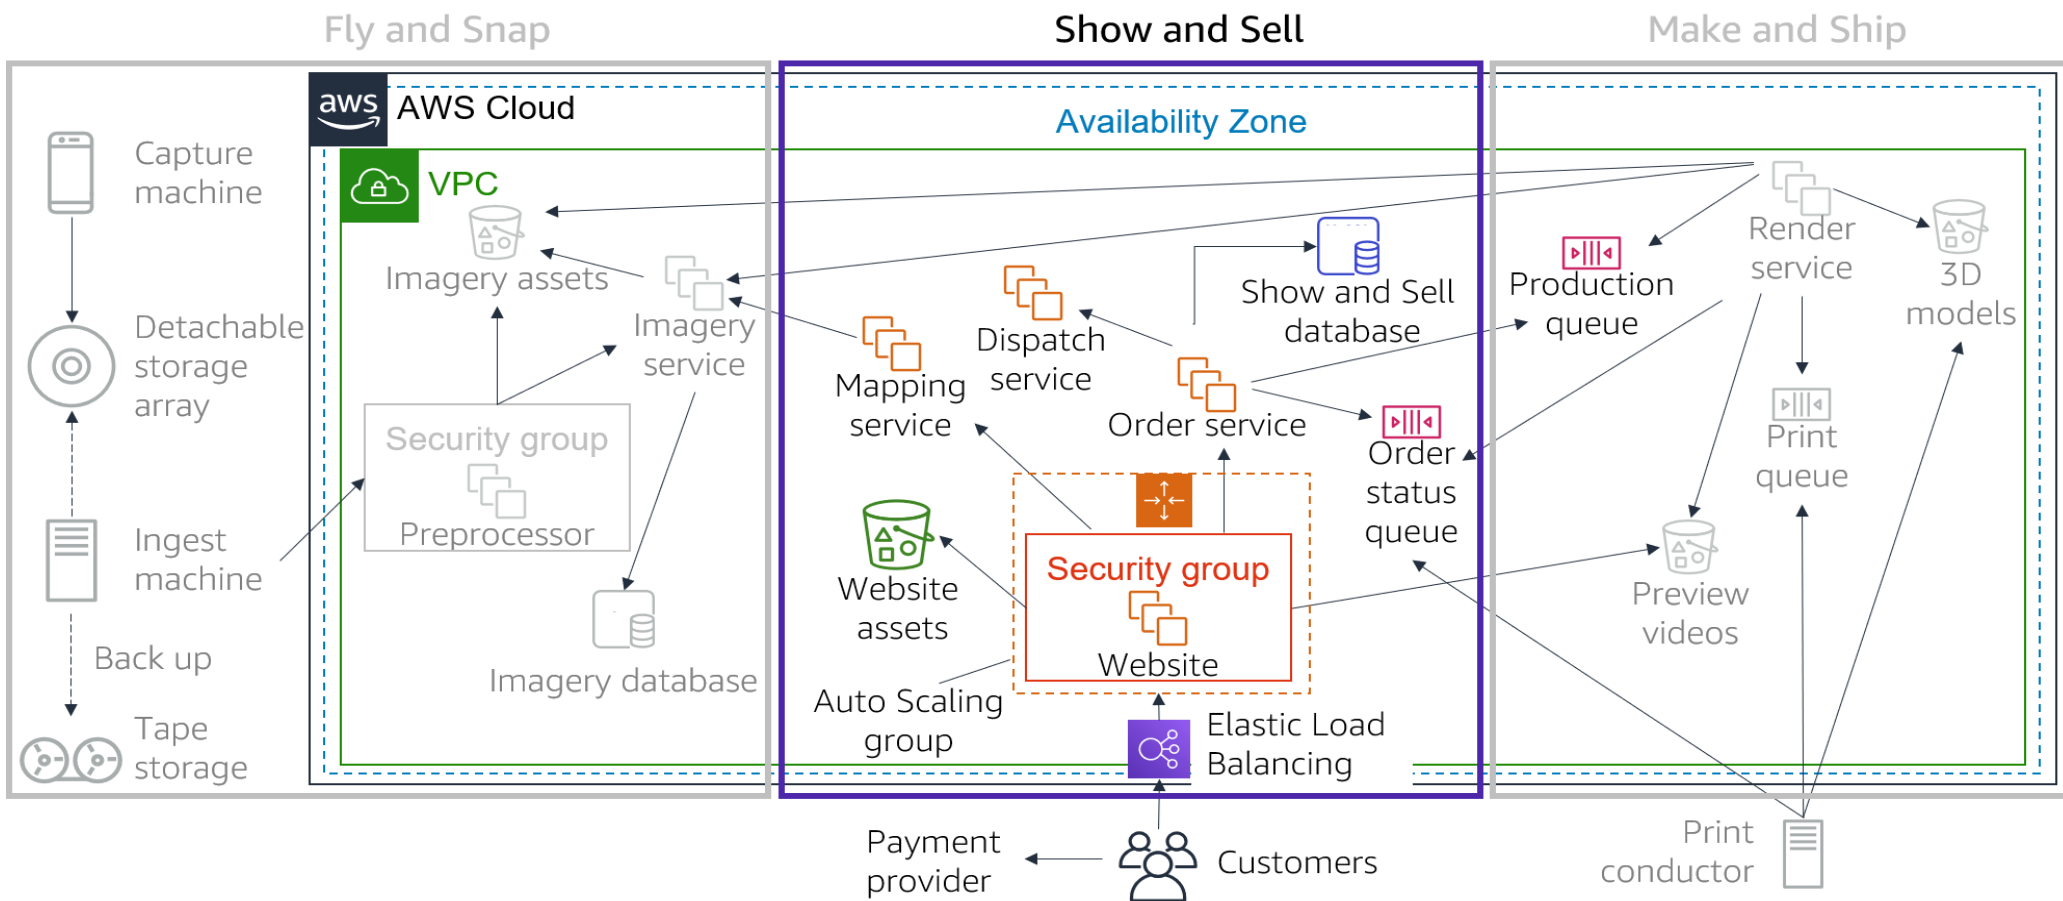 Fly and Snap
Show and Sell
Make and Ship
aws
AWS Cloud
Availability Zone
VPC
Capture
machine
Detachable
storage
array
Ingest
machine
Back up
Tape
storage
Imagery assets
Imagery
service
Security group
Preprocessor
Imagery database
Mapping
service
Dispatch
service
Show and Sell
database
Order service
Order
status
queue
Website
assets
Security group
Website
Auto Scaling
group
Elastic Load
Balancing
Payment
provider
Customers
Production
queue
Render
service
3D
models
Print
queue
Preview
videos
Print
conductor